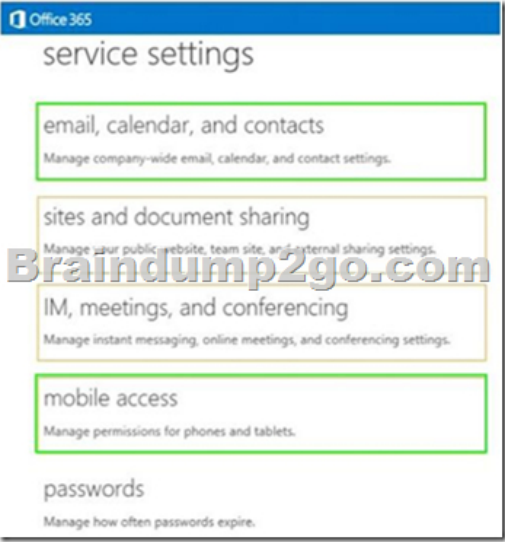 Office 365
service settings
email, calendar, and contacts
Manage company-wide email, calendar, and contact settings.
sites and document sharing
Manage your public website, team site, and external sharing settings.
Braindump2go.com
IM, meetings, and conferencing
Manage instant messaging, online meetings, and conferencing settings.
mobile access
Manage permissions for phones and tablets.
passwords
Manage how often passwords expire.